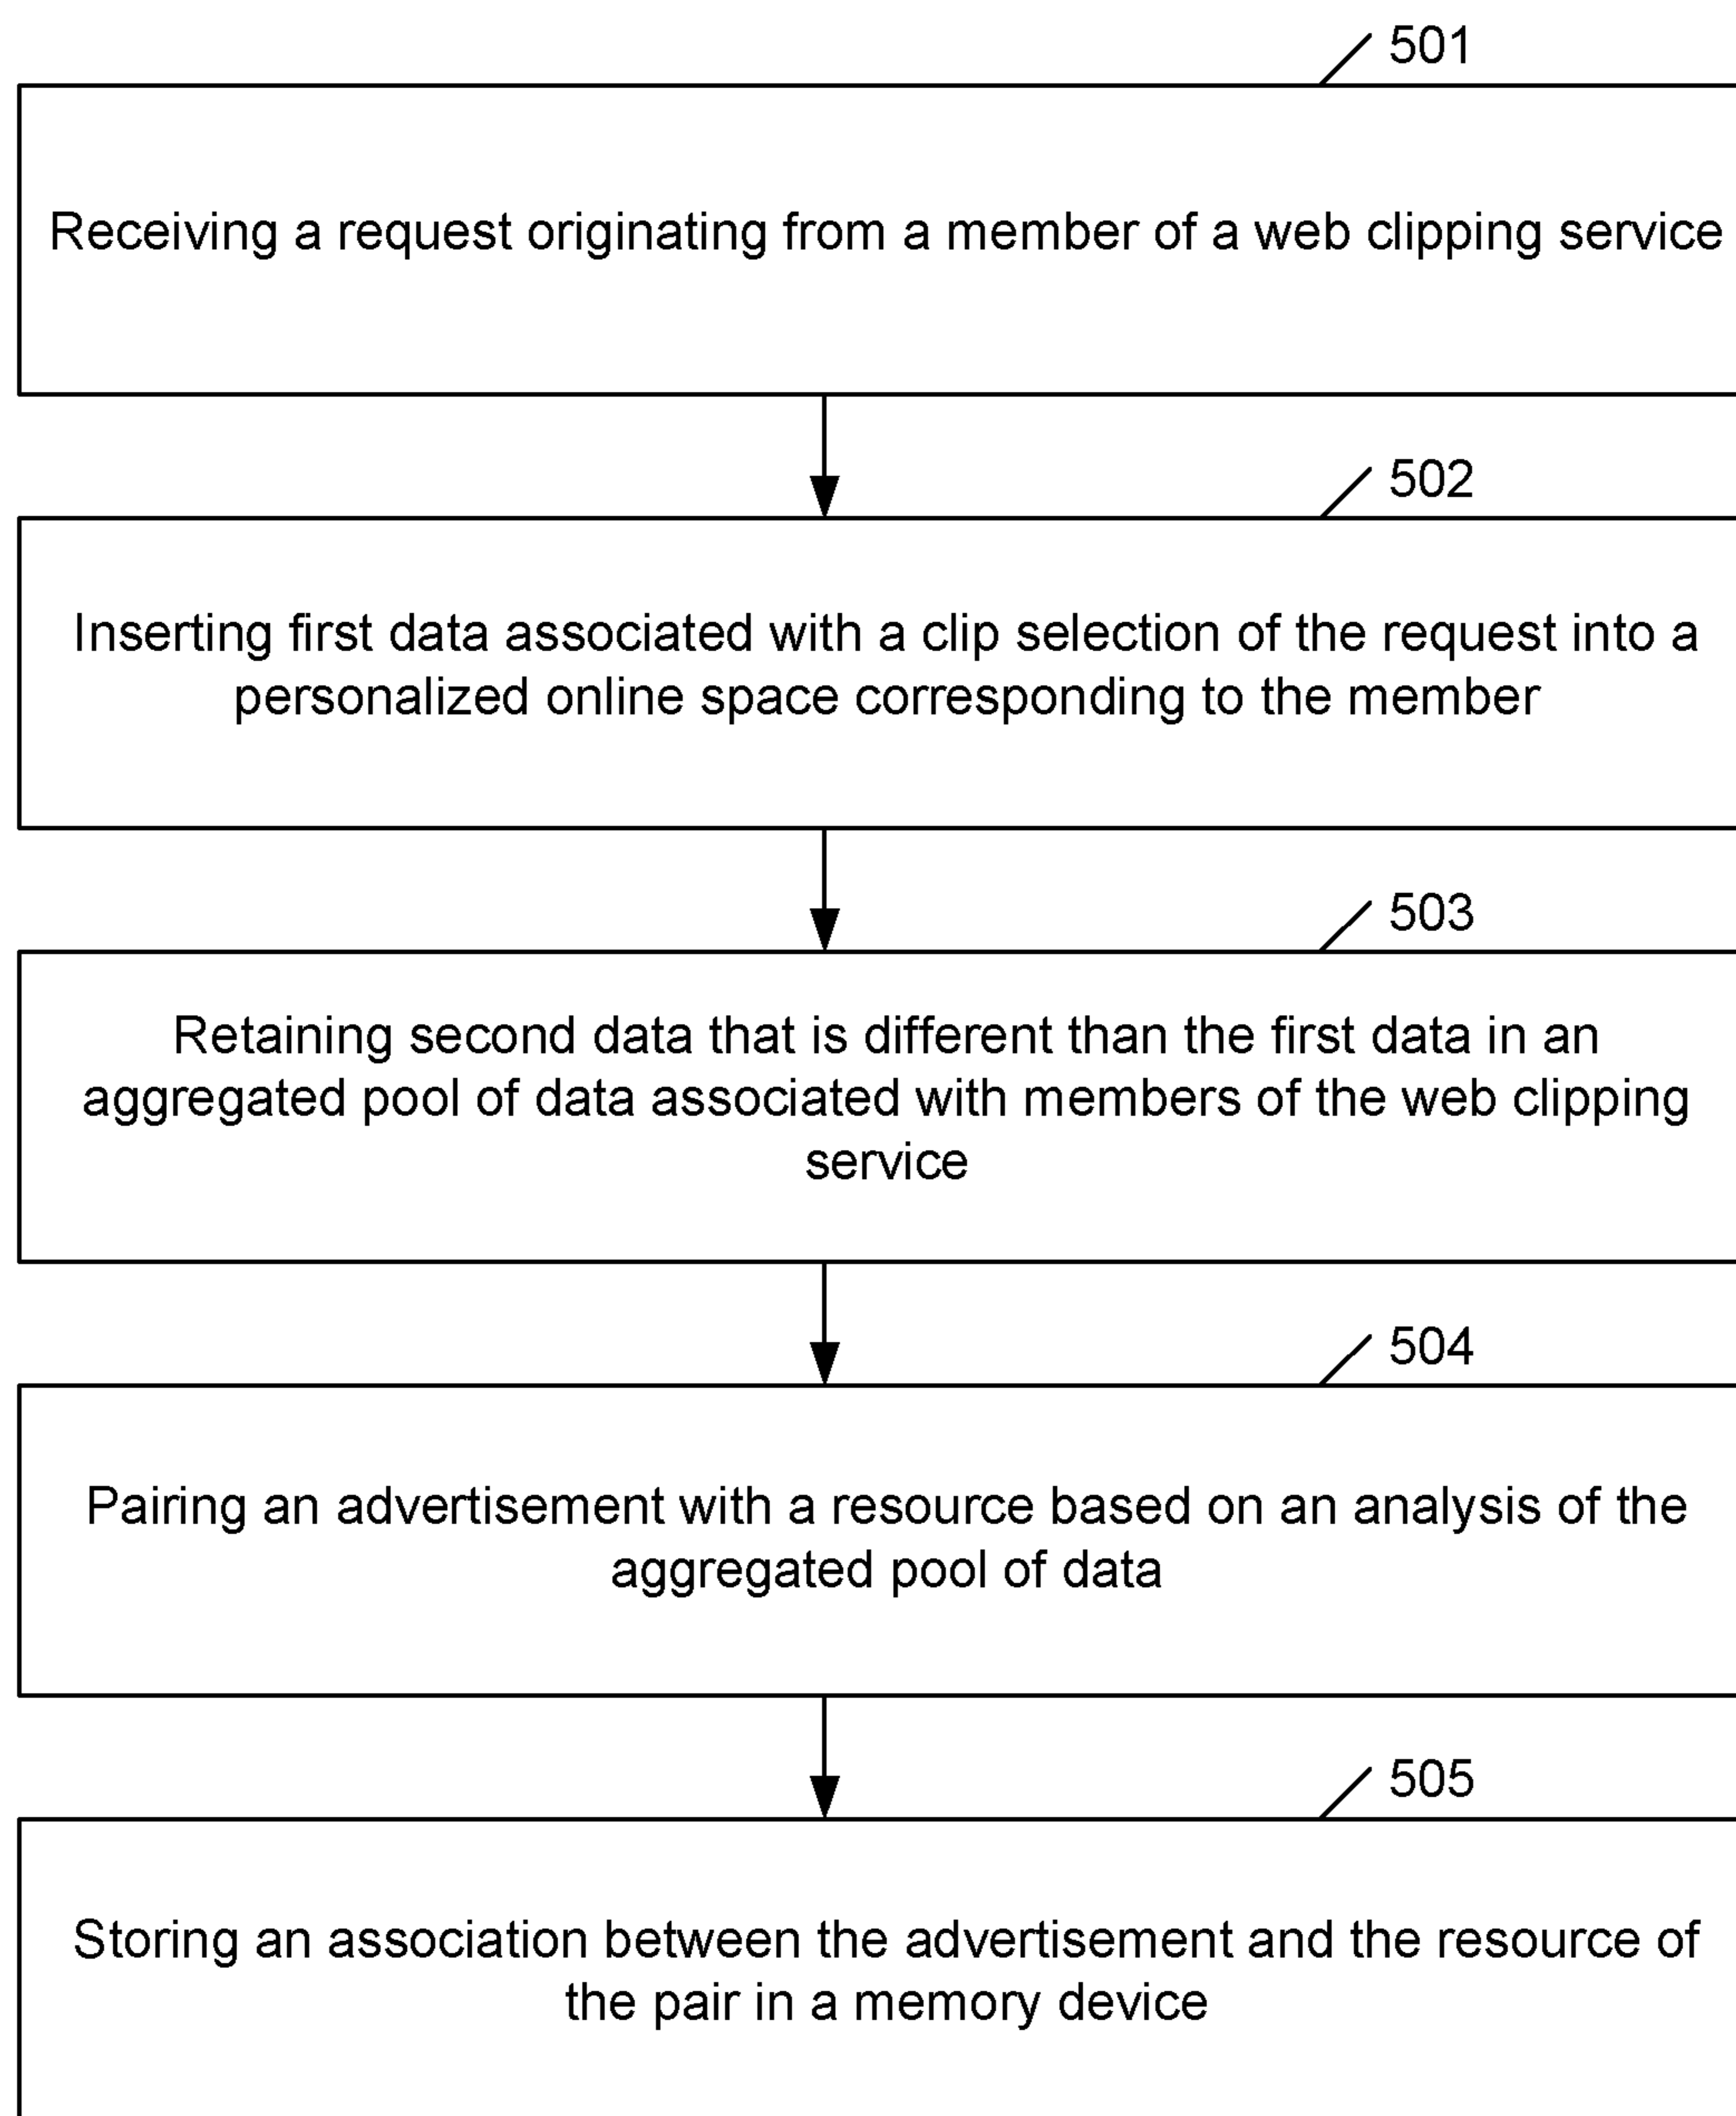 501
Receiving a request originating from a member of a web clipping service
502
Inserting first data associated with a clip selection of the request into a
personalized online space corresponding to the member
503
Retaining second data that is different than the first data in an
aggregated pool of data associated with members of the web clipping
service
504
Pairing an advertisement with a resource based on an analysis of the
aggregated pool of data
505
Storing an association between the advertisement and the resource of
the pair in a memory device